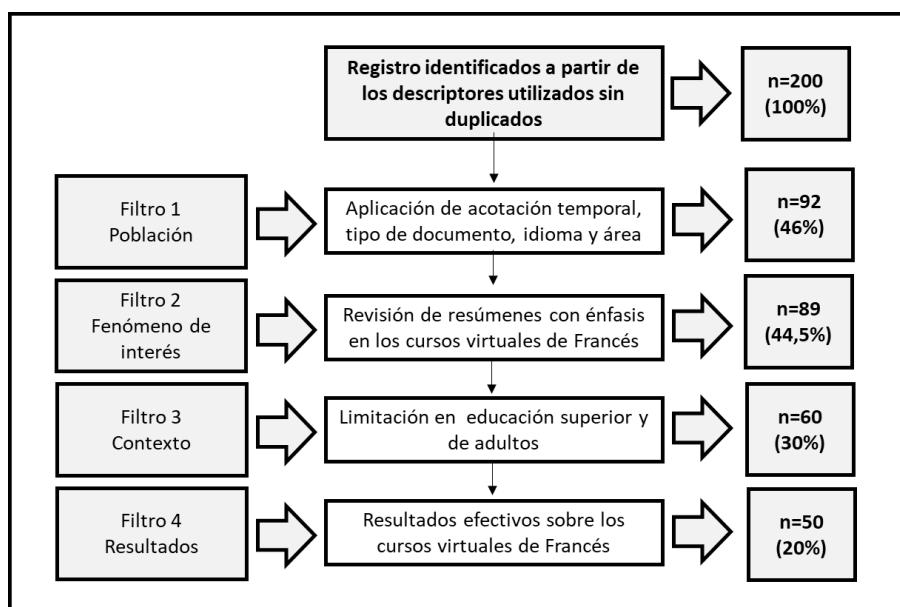 Registro identificados a partir de
los descriptores utilizados sin
duplicados
n=200
(100%)
Filtro 1
Población
Aplicación de acotación temporal,
tipo de documento, idioma y área
n=92
(46%)
Filtro 2
Fenómeno de
interés
Revisión de resúmenes con énfasis
en los cursos virtuales de Francés
n=89
(44,5%)
Filtro 3
Contexto
Limitación en educación superior y
de adultos
n=60
(30%)
Filtro 4
Resultados
Resultados efectivos sobre los
cursos virtuales de Francés
n=50
(20%)